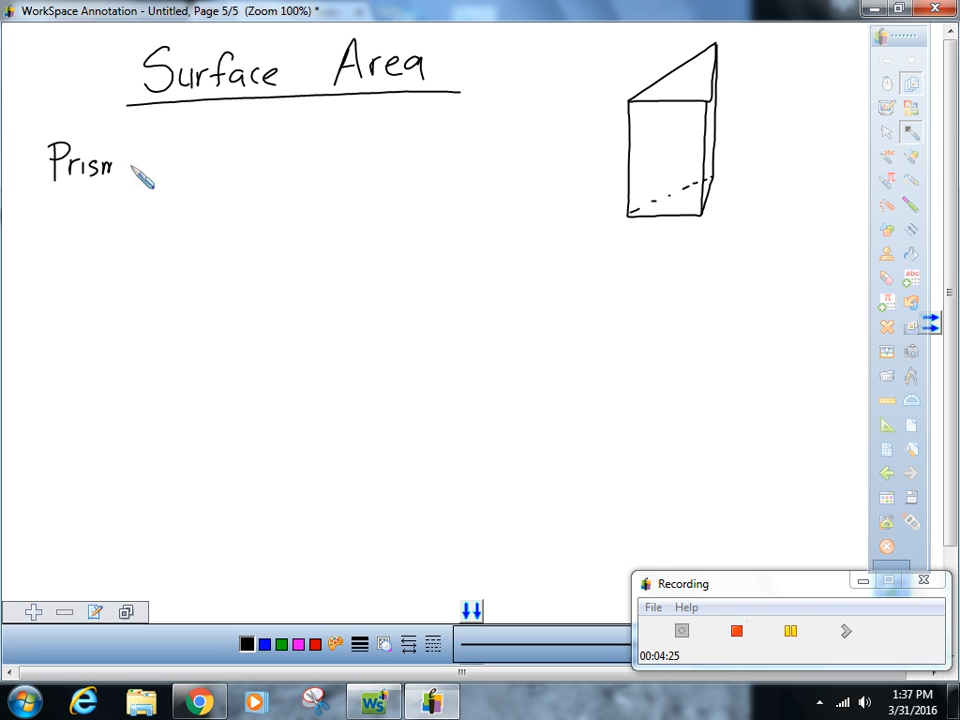 WorkSpace Annotation - Untitled, Page 5/5 (Zoom 100%) *
Surface Area
Prism
Recording
File Help
00:04:25
1:37 PM
3/31/2016